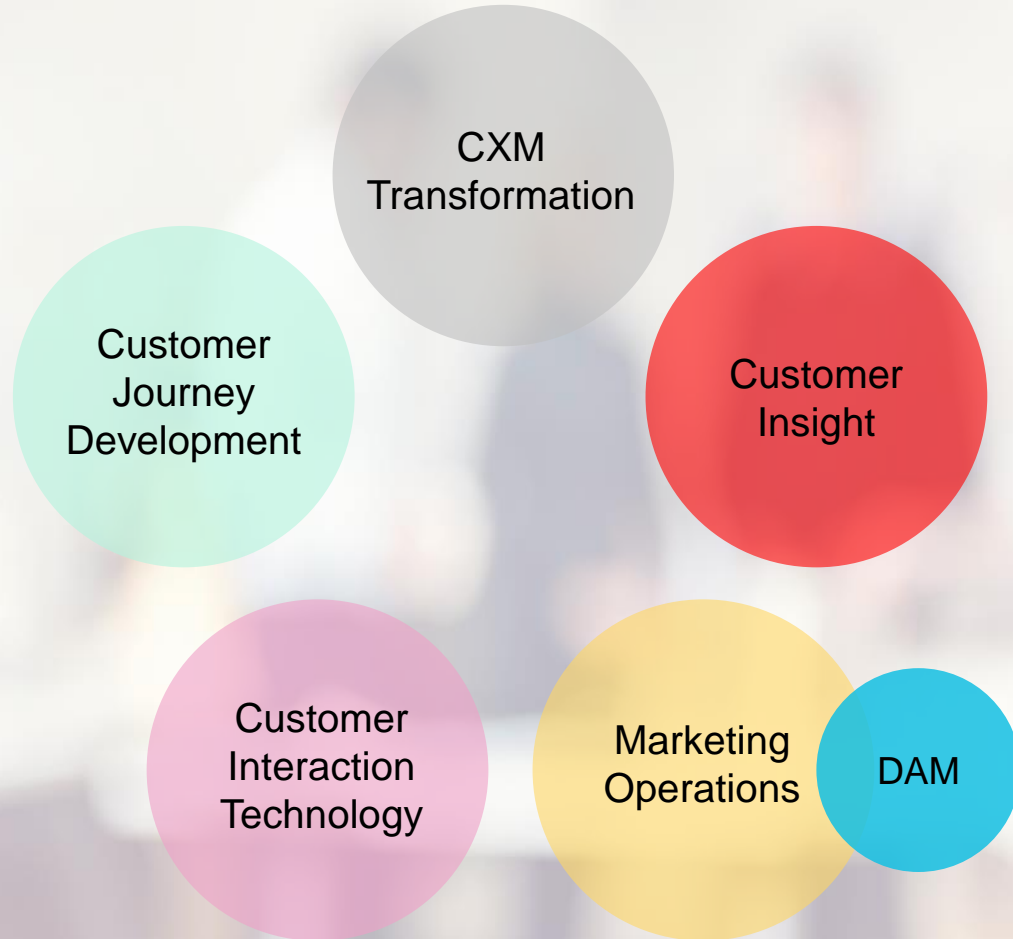 CXM
Transformation
Customer
Journey
Development
Customer
Insight
Customer
Interaction
Technology
Marketing
Operations
DAM